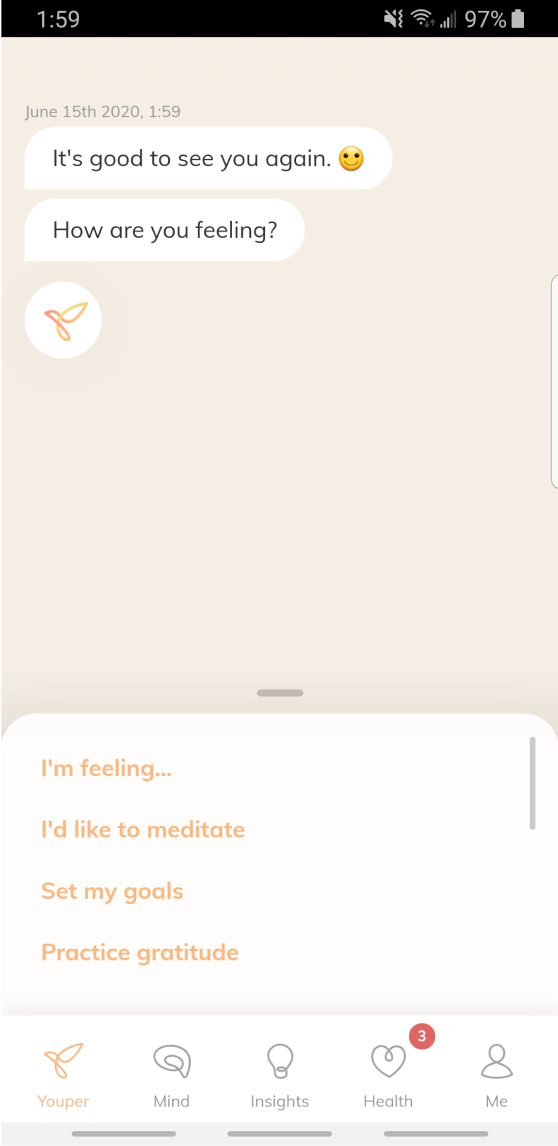 1:59
97%
June 15th 2020, 1:59
It's good to see you again. 🙂
How are you feeling?
I'm feeling...
I'd like to meditate
Set my goals
Practice gratitude
3
Youper
Mind
Insights
Health
Me